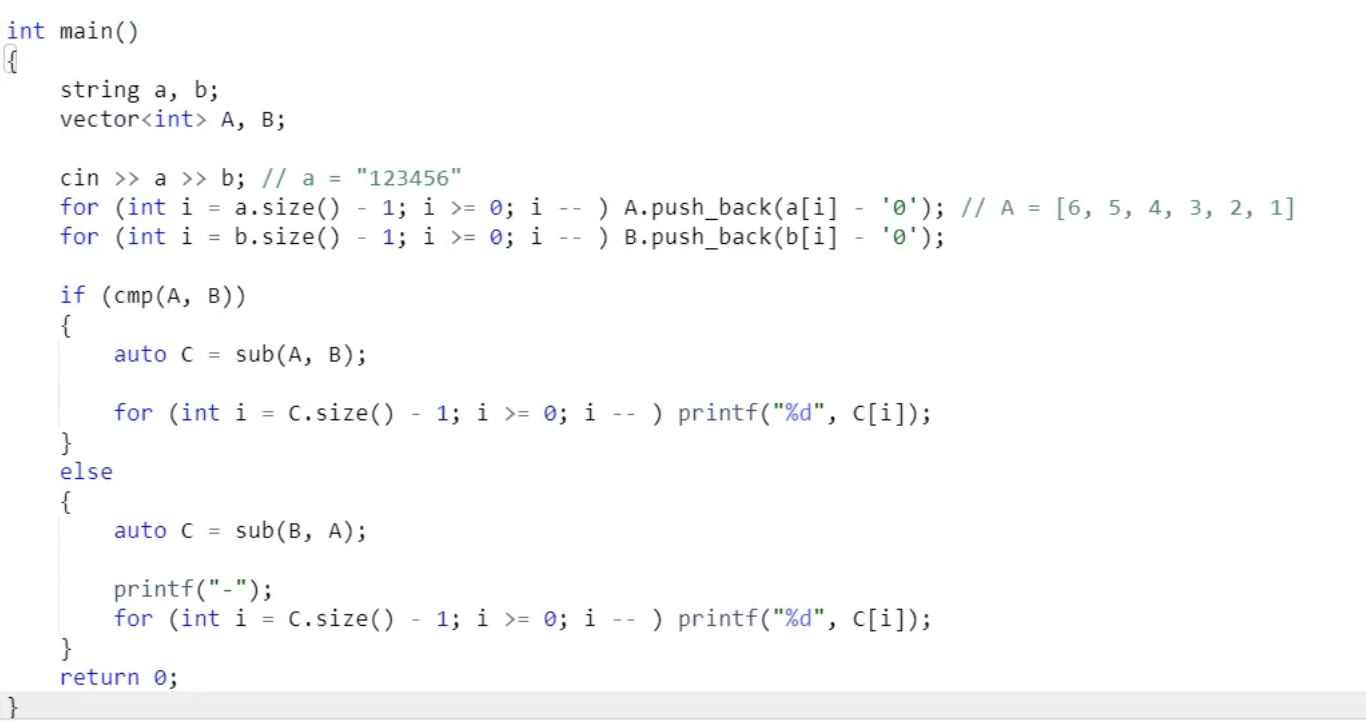 int main()
{
    string a, b;
    vector<int> A, B;

    cin >> a >> b; // a = "123456"
    for (int i = a.size() - 1; i >= 0; i -- ) A.push_back(a[i] - '0'); // A = [6, 5, 4, 3, 2, 1]
    for (int i = b.size() - 1; i >= 0; i -- ) B.push_back(b[i] - '0');

    if (cmp(A, B))
    {
        auto C = sub(A, B);

        for (int i = C.size() - 1; i >= 0; i -- ) printf("%d", C[i]);
    }
    else
    {
        auto C = sub(B, A);

        printf("-");
        for (int i = C.size() - 1; i >= 0; i -- ) printf("%d", C[i]);
    }
    return 0;
}